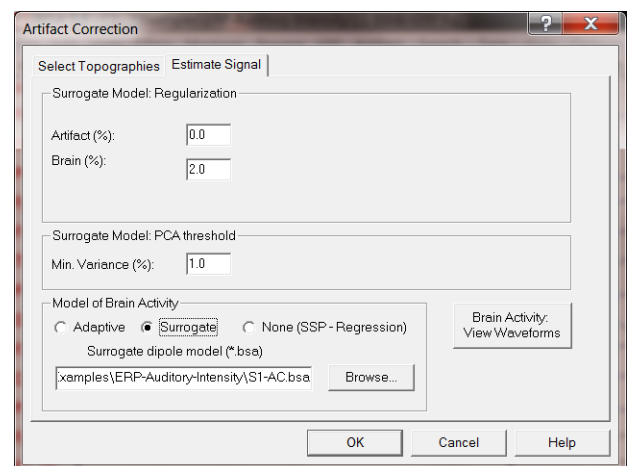 Artifact Correction
?
X
Select Topographies
Estimate Signal
Surrogate Model: Regularization
Artifact (%):
0.0
Brain (%):
2.0
Surrogate Model: PCA threshold
Min. Variance (%):
1.0
Model of Brain Activity
Adaptive
Surrogate
None (SSP - Regression)
Surrogate dipole model (*.bsa)
:xamples\ERP-Auditory-Intensity\S1-AC.bsa
Browse...
Brain Activity:
View Waveforms
OK
Cancel
Help